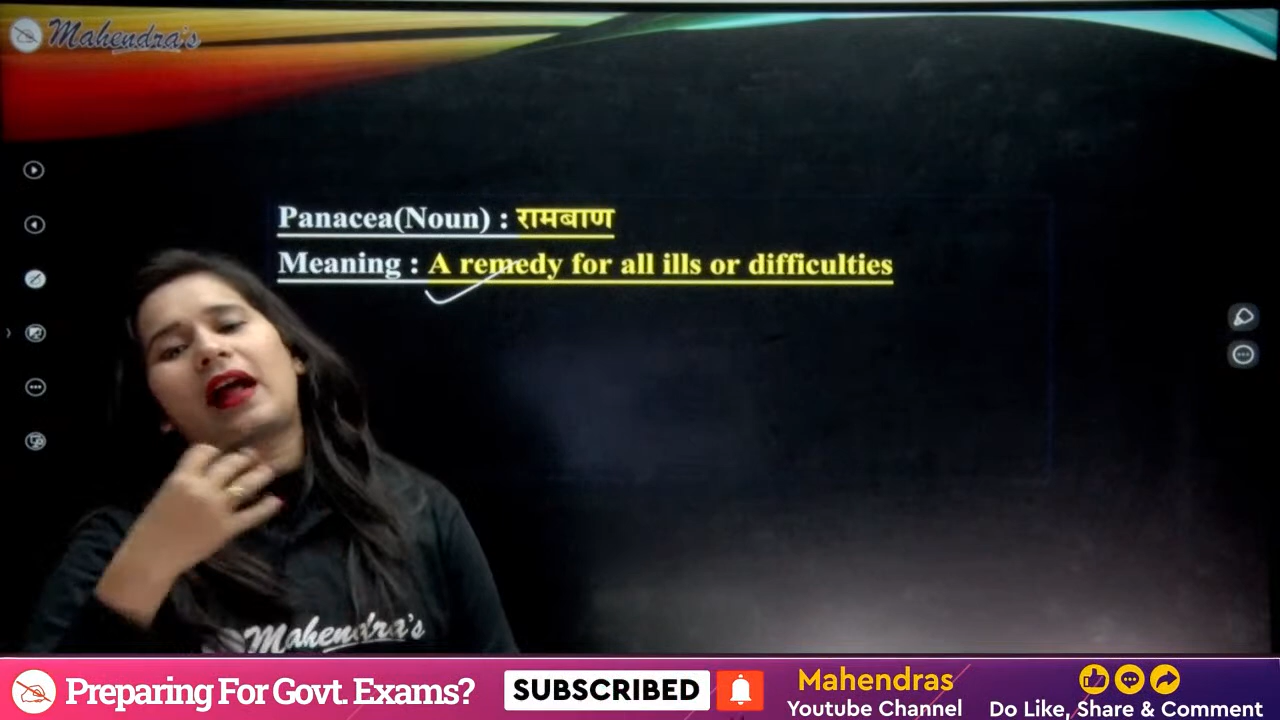 Mahendra's
Panacea(Noun) : रामबाण
Meaning : A remedy for all ills or difficulties
Mahendra's
Preparing For Govt. Exams?
SUBSCRIBED
Mahendras
Youtube Channel
Do Like, Share & Comment